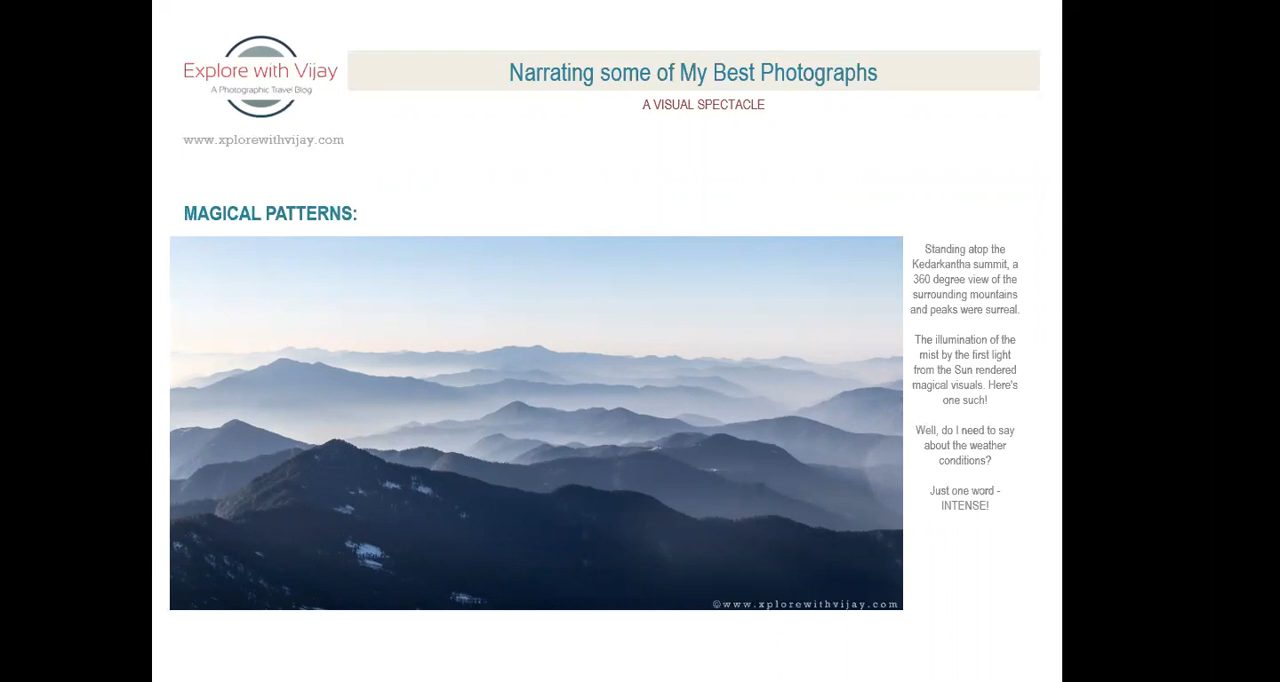 Explore with Vijay
A Photographic Travel Blog
www.xplorewithvijay.com
Narrating some of My Best Photographs
A VISUAL SPECTACLE
MAGICAL PATTERNS:
Standing atop the
Kedarkantha summit, a
360 degree view of the
surrounding mountains
and peaks were surreal.
The illumination of the
mist by the first light
from the Sun rendered
magical visuals. Here's
one such!
Well, do I need to say
about the weather
conditions?
Just one word -
INTENSE!
©www.xplorewithvijay.com